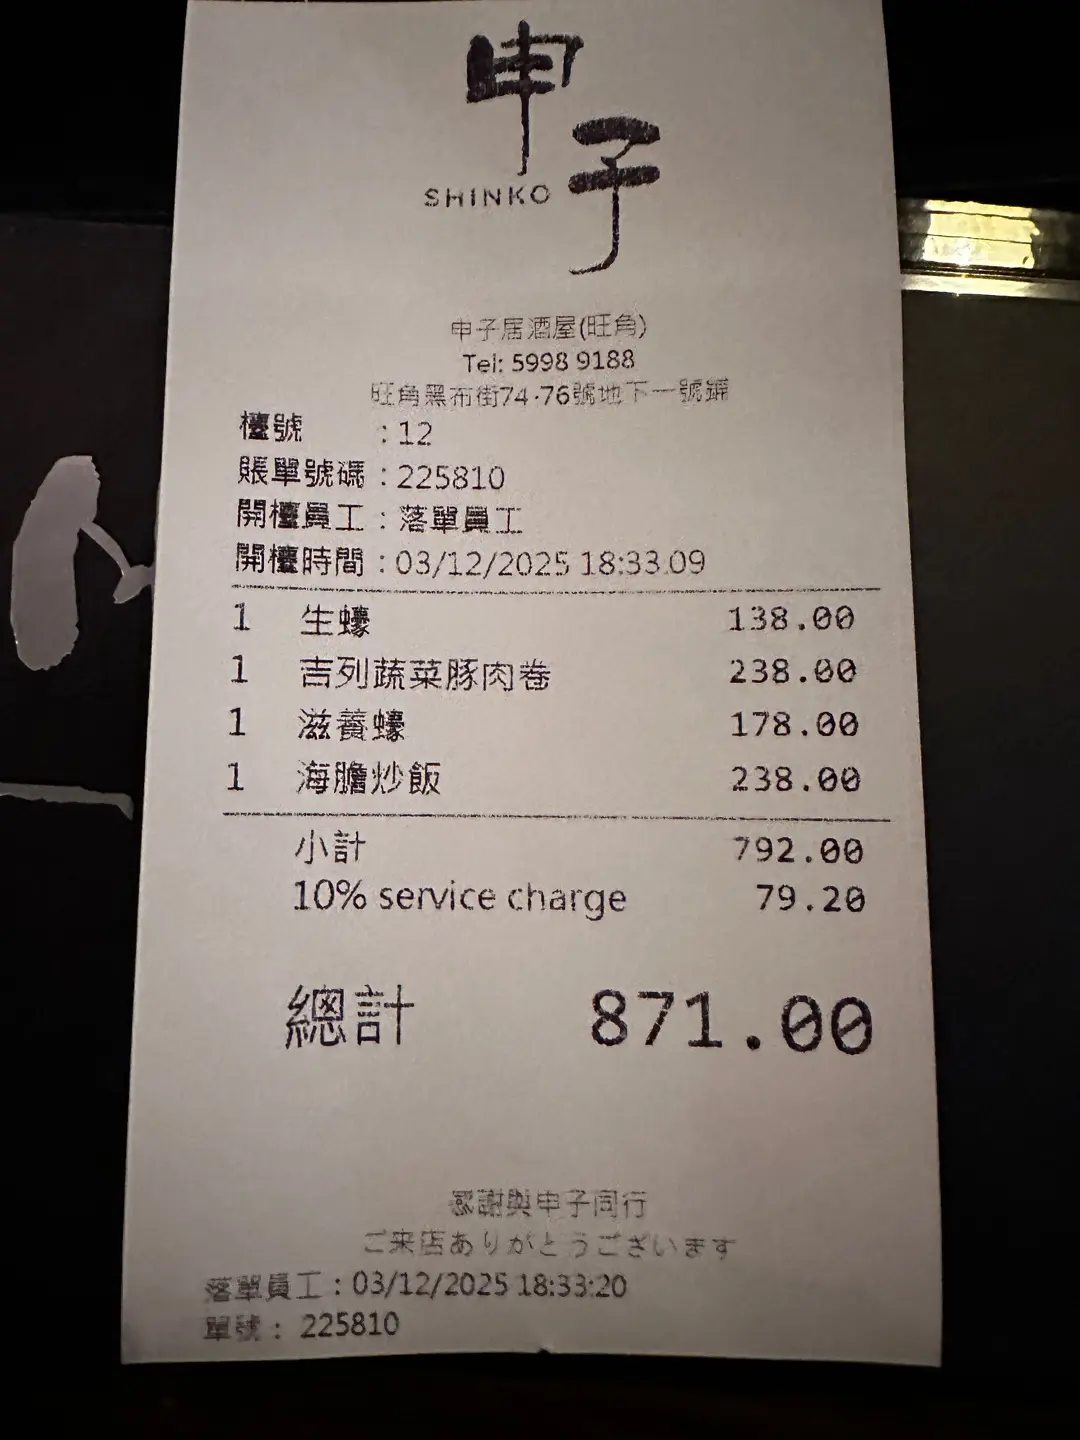 申子
SHINKO
申子居酒屋(旺角)
Tel: 5998 9188
旺角黑布街74-76號地下一號鋪
檯號 : 12
賬單號碼 : 225810
開檯員工 : 落單員工
開檯時間 : 03/12/2025 18:33:09
1 生蠔 138.00
1 吉列蔬菜豚肉卷 238.00
1 滋養蠔 178.00
1 海膽炒飯 238.00
小計 792.00
10% service charge 79.20
總計 871.00
感謝與申子同行
ご来店ありがとうございます
落單員工 : 03/12/2025 18:33:20
單號 : 225810